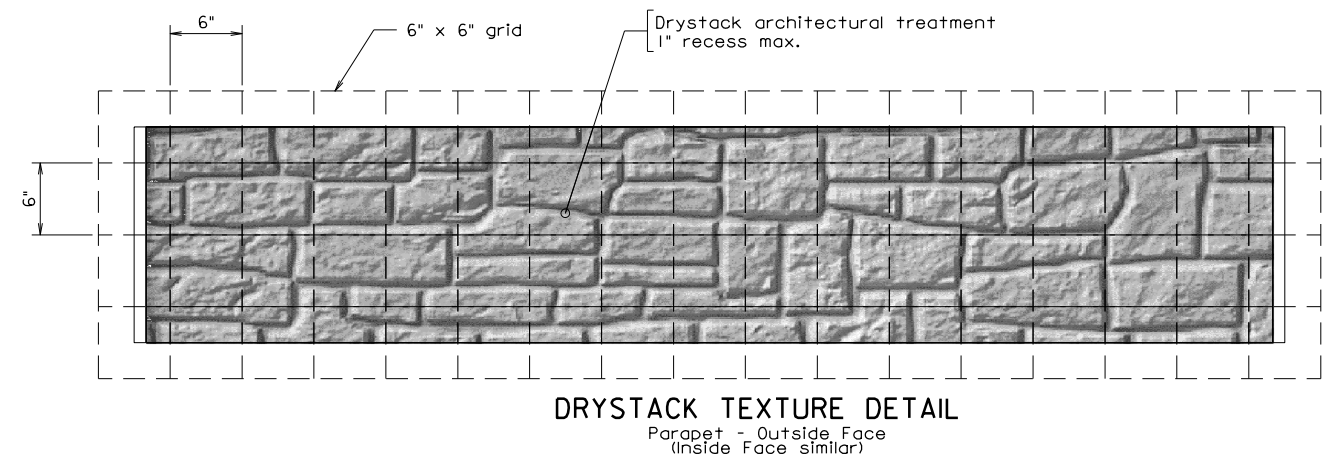 6"
6" x 6" grid
Drystack architectural treatment
1" recess max.
6"
DRYSTACK TEXTURE DETAIL
Parapet - Outside Face
(Inside Face similar)